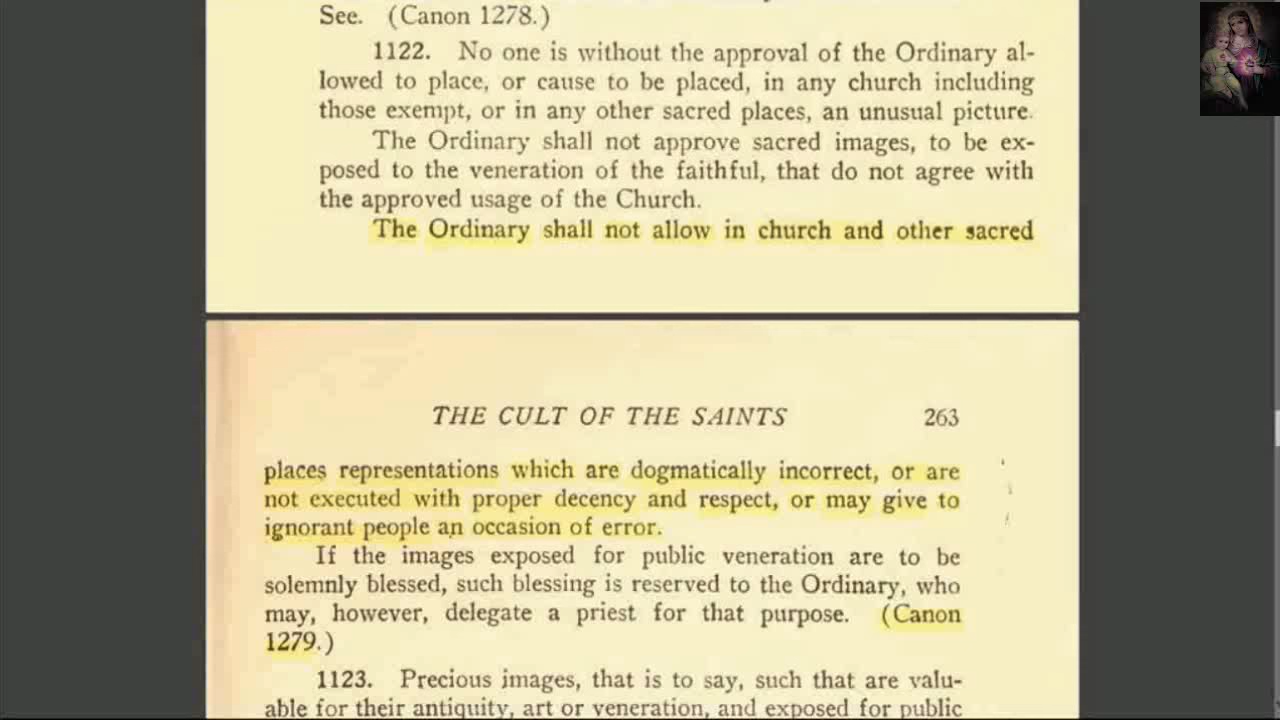 See. (Canon 1278.)
1122. No one is without the approval of the Ordinary al-
lowed to place, or cause to be placed, in any church including
those exempt, or in any other sacred places, an unusual picture.
The Ordinary shall not approve sacred images, to be ex-
posed to the veneration of the faithful, that do not agree with
the approved usage of the Church.
The Ordinary shall not allow in church and other sacred
THE CULT OF THE SAINTS 263
places representations which are dogmatically incorrect, or are
not executed with proper decency and respect, or may give to
ignorant people an occasion of error.
If the images exposed for public veneration are to be
solemnly blessed, such blessing is reserved to the Ordinary, who
may, however, delegate a priest for that purpose. (Canon
1279.)
1123. Precious images, that is to say, such that are valu-
able for their antiquity, art or veneration, and exposed for public